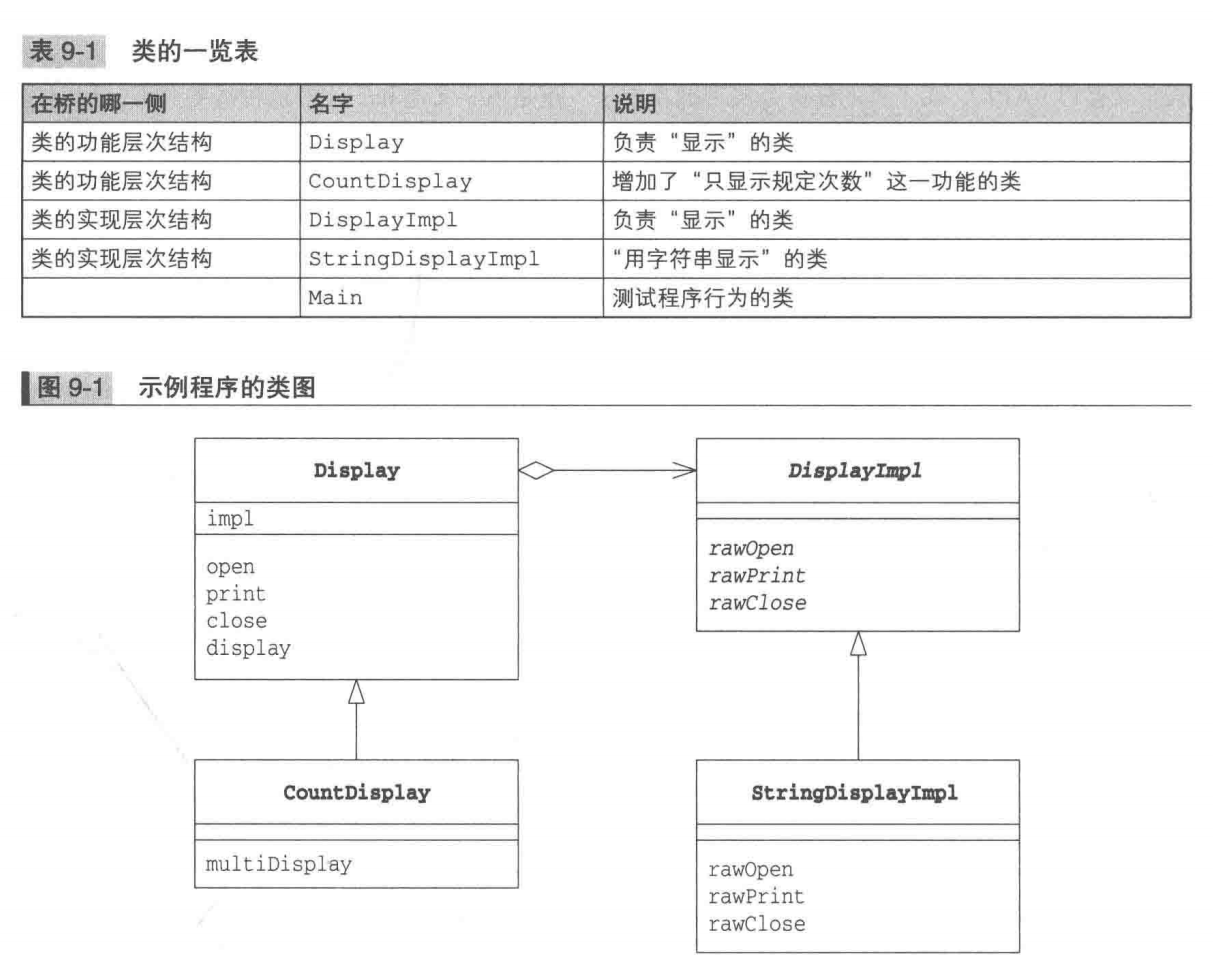 表 9-1 类的一览表
在桥的哪一侧 名字 说明
类的功能层次结构 Display 负责“显示”的类
类的功能层次结构 CountDisplay 增加了“只显示规定次数”这一功能的类
类的实现层次结构 DisplayImpl 负责“显示”的类
类的实现层次结构 StringDisplayImpl “用字符串显示”的类
Main 测试程序行为的类
图 9-1 示例程序的类图
Display
impl
open
print
close
display
DisplayImpl
rawOpen
rawPrint
rawClose
CountDisplay
multiDisplay
StringDisplayImpl
rawOpen
rawPrint
rawClose